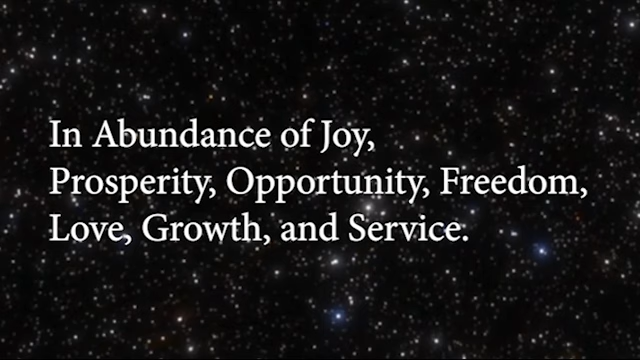 In Abundance of Joy,
Prosperity, Opportunity, Freedom,
Love, Growth, and Service.